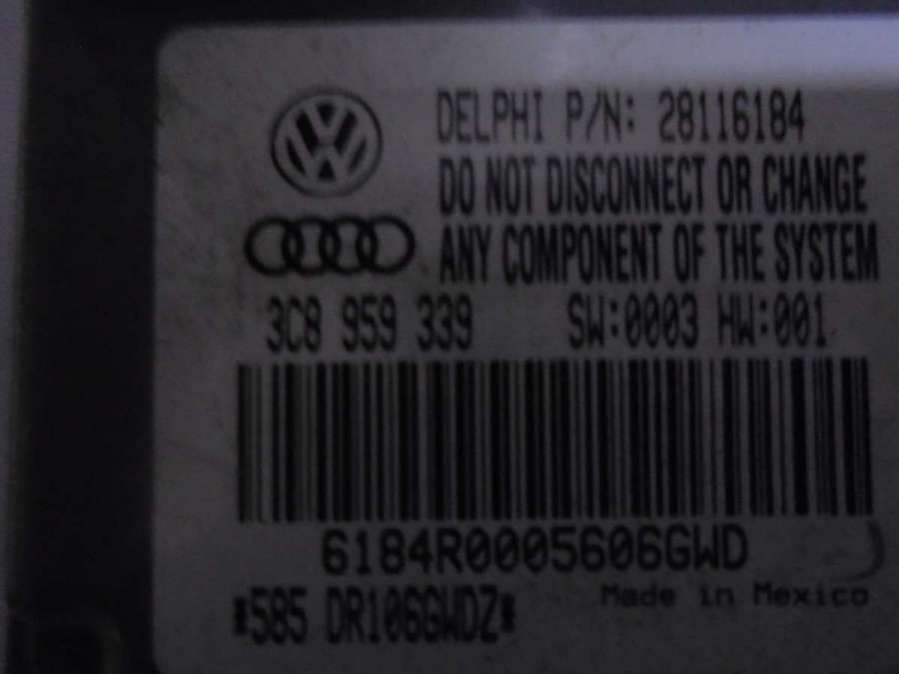 DELPHI P/N: 28116184
DO NOT DISCONNECT OR CHANGE
ANY COMPONENT OF THE SYSTEM
3C8 959 339 SW:0003 HW:001
6184R0005606GWD
Made in Mexico
*585 DR106GWDZ*